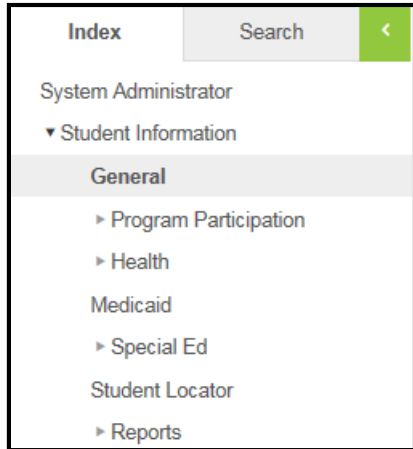 Index Search
System Administrator
Student Information
General
Program Participation
Health
Medicaid
Special Ed
Student Locator
Reports